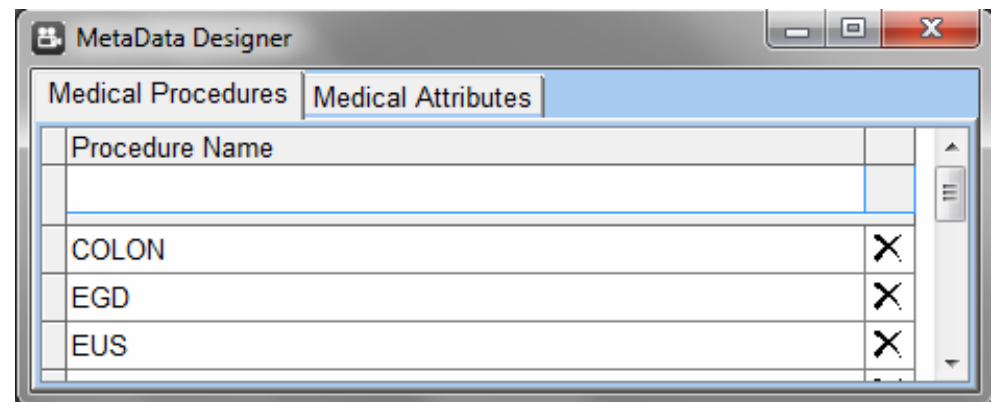 MetaData Designer
Medical Procedures Medical Attributes
Procedure Name
COLON
EGD
EUS